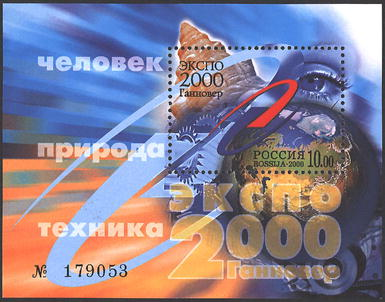 человек
ЭКСПО
2000
Ганновер
природа
РОССИЯ 10.00
ROSSIJA·2000
ЭКСПО
техника
2000
Ганновер
№ 179053